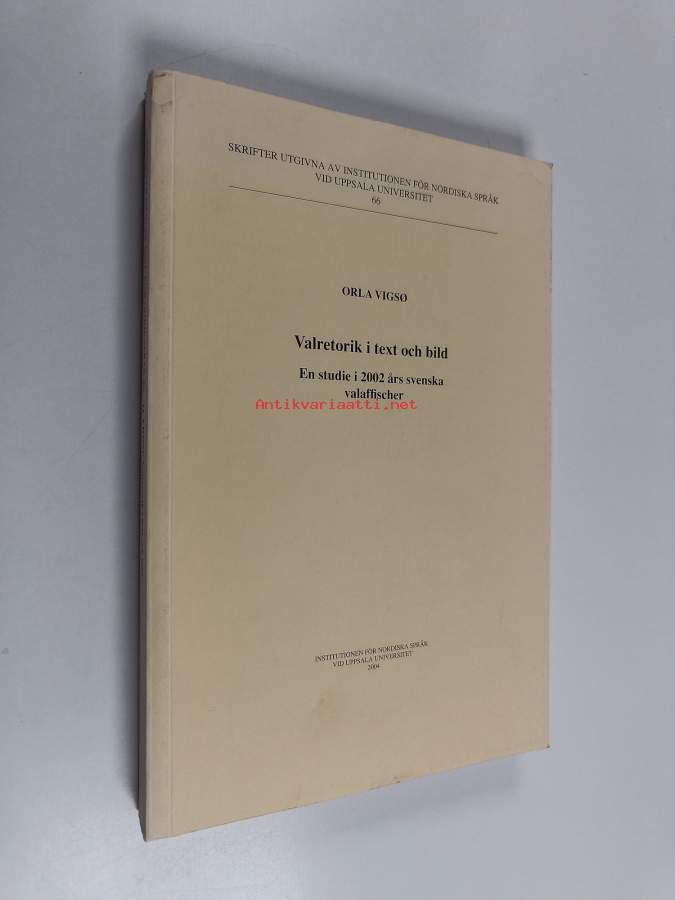 SKRIFTER UTGIVNA AV INSTITUTIONEN FÖR NORDISKA SPRÅK
VID UPPSALA UNIVERSITET
66
ORLA VIGSØ
Valretorik i text och bild
En studie i 2002 års svenska
valaffischer
Antikvariaatti.net
INSTITUTIONEN FÖR NORDISKA SPRÅK
VID UPPSALA UNIVERSITET
2004